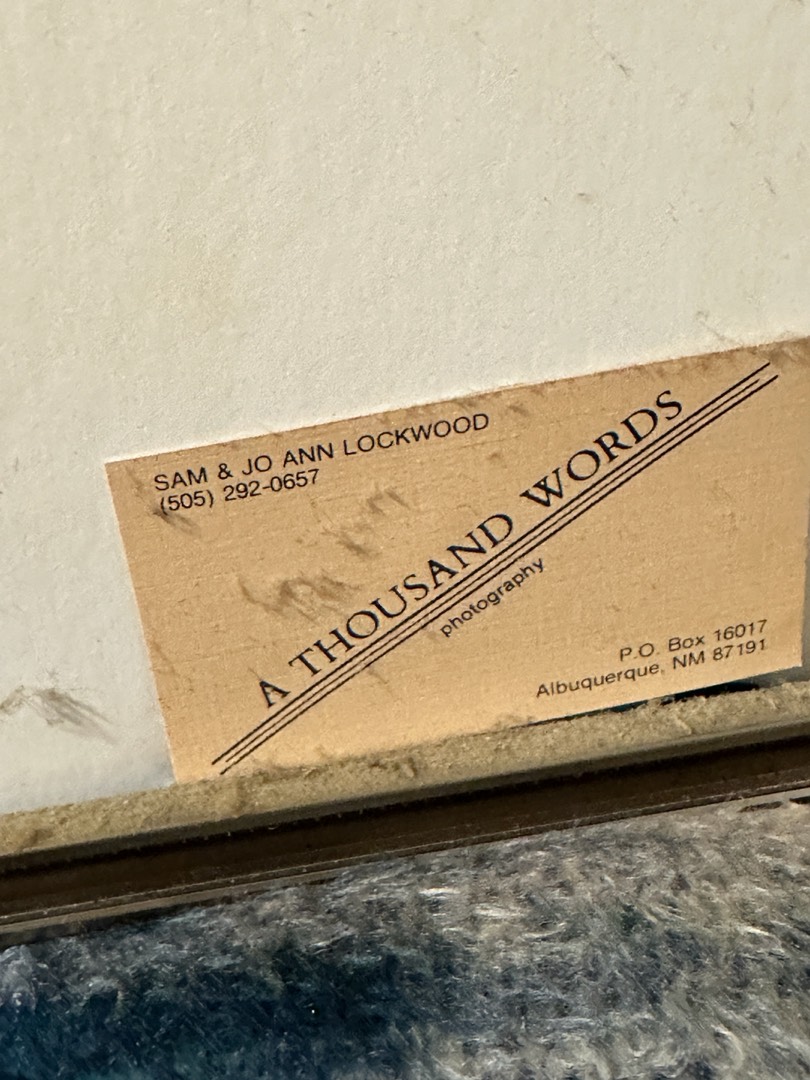 SAM & JO ANN LOCKWOOD
(505) 292-0657
A THOUSAND WORDS
photography
P.O. Box 16017
Albuquerque, NM 87191